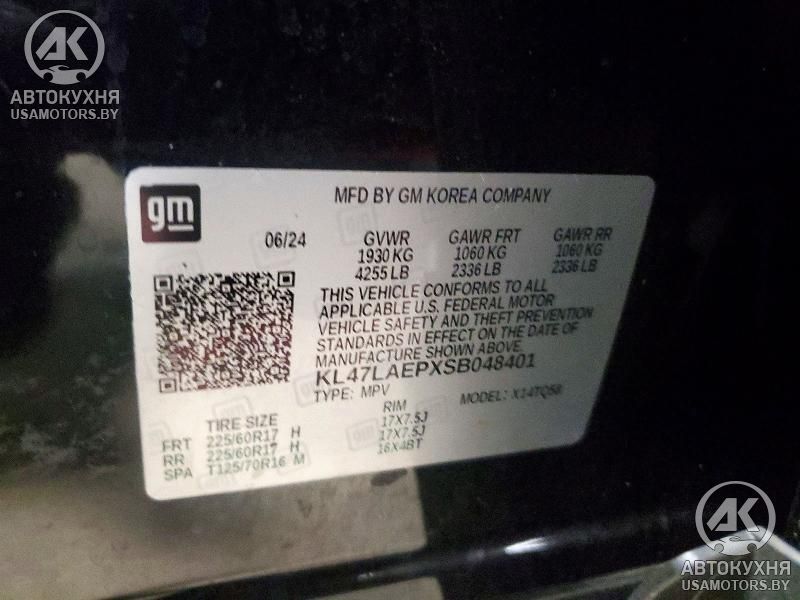 AK
АВТОКУХНЯ
USAMOTORS.BY
gm
MFD BY GM KOREA COMPANY
06/24 GVWR GAWR FRT GAWR RR
1930 KG 1060 KG 1060 KG
4255 LB 2336 LB 2336 LB
THIS VEHICLE CONFORMS TO ALL
APPLICABLE U.S. FEDERAL MOTOR
VEHICLE SAFETY AND THEFT PREVENTION
STANDARDS IN EFFECT ON THE DATE OF
MANUFACTURE SHOWN ABOVE.
KL47LAEPXSB048401
TYPE: MPV MODEL: X14TQ58
TIRE SIZE RIM
FRT 225/60R17 H 17X7.5J
RR 225/60R17 H 17X7.5J
SPA T125/70R16 M 16X4BT
AK
АВТОКУХНЯ
USAMOTORS.BY